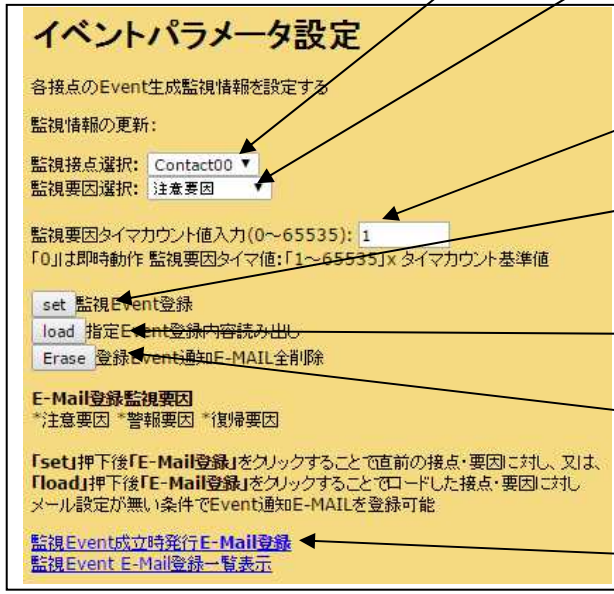 イベントパラメータ設定
各接点のEvent生成監視情報を設定する
監視情報の更新:
監視接点選択: Contact00 ▼
監視要因選択: 注意要因 ▼
監視要因タイマカウント値入力(0～65535): 1
「0」は即時動作 監視要因タイマ値:「1～65535」x タイマカウント基準値
set 監視Event登録
load 指定Event登録内容読み出し
Erase 登録Event通知E-MAIL全削除
E-Mail登録監視要因
*注意要因 *警報要因 *復帰要因
「set」押下後「E-Mail登録」をクリックすることで直前の接点・要因に対し、又は、
「load」押下後「E-Mail登録」をクリックすることでロードした接点・要因に対し
メール設定が無い条件でEvent通知E-MAILを登録可能
監視Event成立時発行E-Mail登録
監視Event E-Mail登録一覧表示